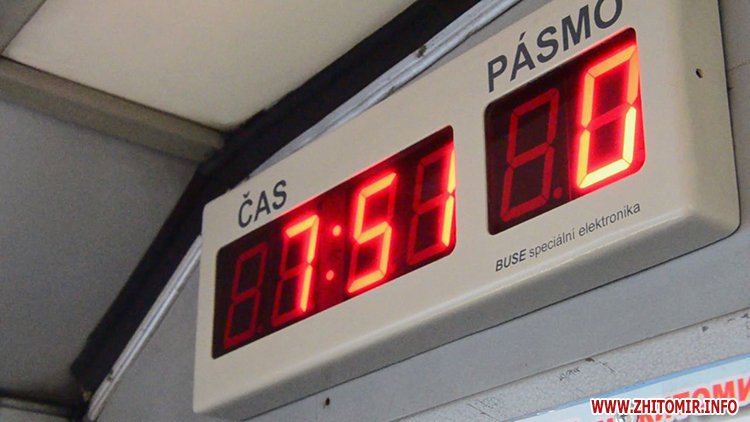 ČAS
PÁSMO
7:51
0
BUSE speciální elektronika
WWW.ZHITOMIR.INFO